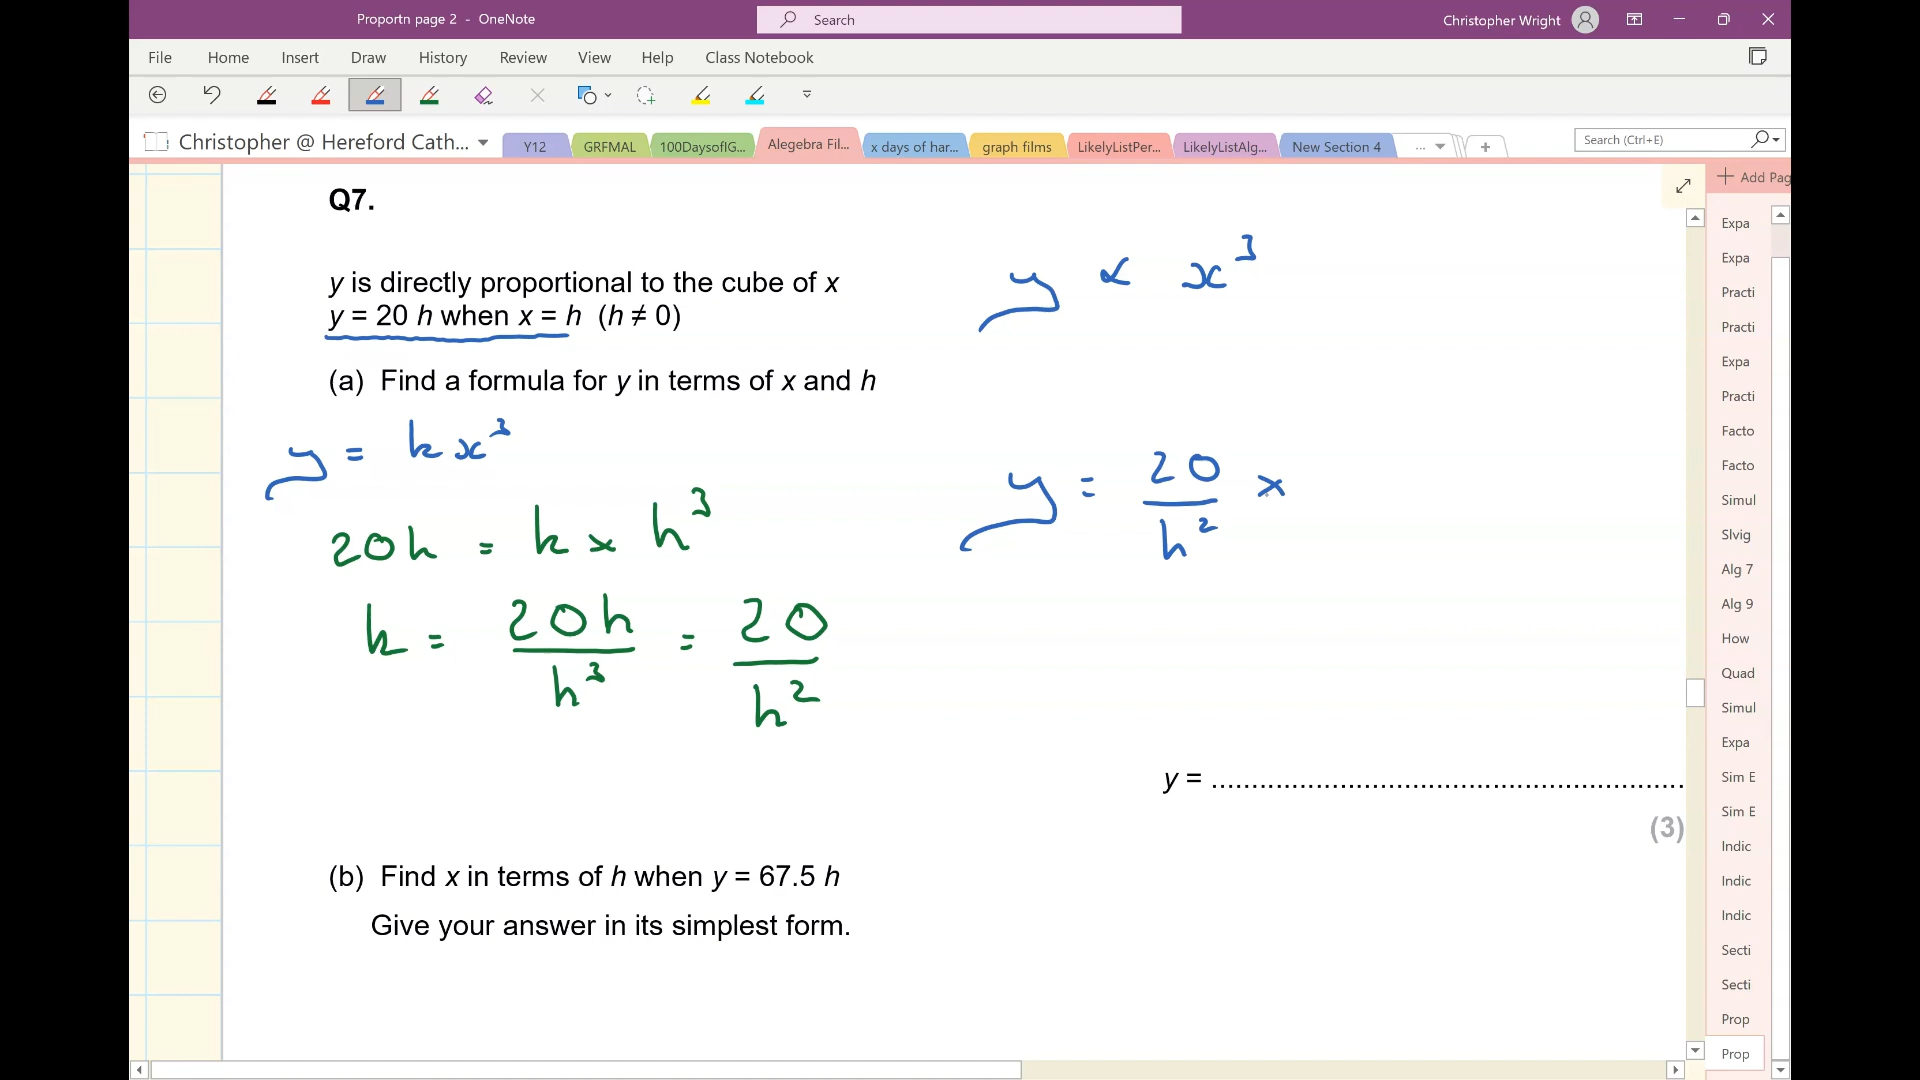 Proportn page 2 - OneNote
Search
Christopher Wright
File Home Insert Draw History Review View Help Class Notebook
Christopher @ Hereford Cath...
Y12 GRFMAL 100DaysofIG... Alegebra Fil... x days of har... graph films LikelyListPer... LikelyListAlg... New Section 4 ... +
Search (Ctrl+E)
Add Pag
Q7.
y is directly proportional to the cube of x
y = 20 h when x = h (h ≠ 0)
y ∝ x³
(a) Find a formula for y in terms of x and h
y = kx³
20h = k × h³
k = 20h/h³ = 20/h²
y = 20/h² ×
y = ..........................................................
(3)
(b) Find x in terms of h when y = 67.5 h
Give your answer in its simplest form.
Expa
Expa
Practi
Practi
Expa
Practi
Facto
Facto
Simul
Slvig
Alg 7
Alg 9
How
Quad
Simul
Expa
Sim E
Sim E
Indic
Indic
Indic
Secti
Secti
Prop
Prop